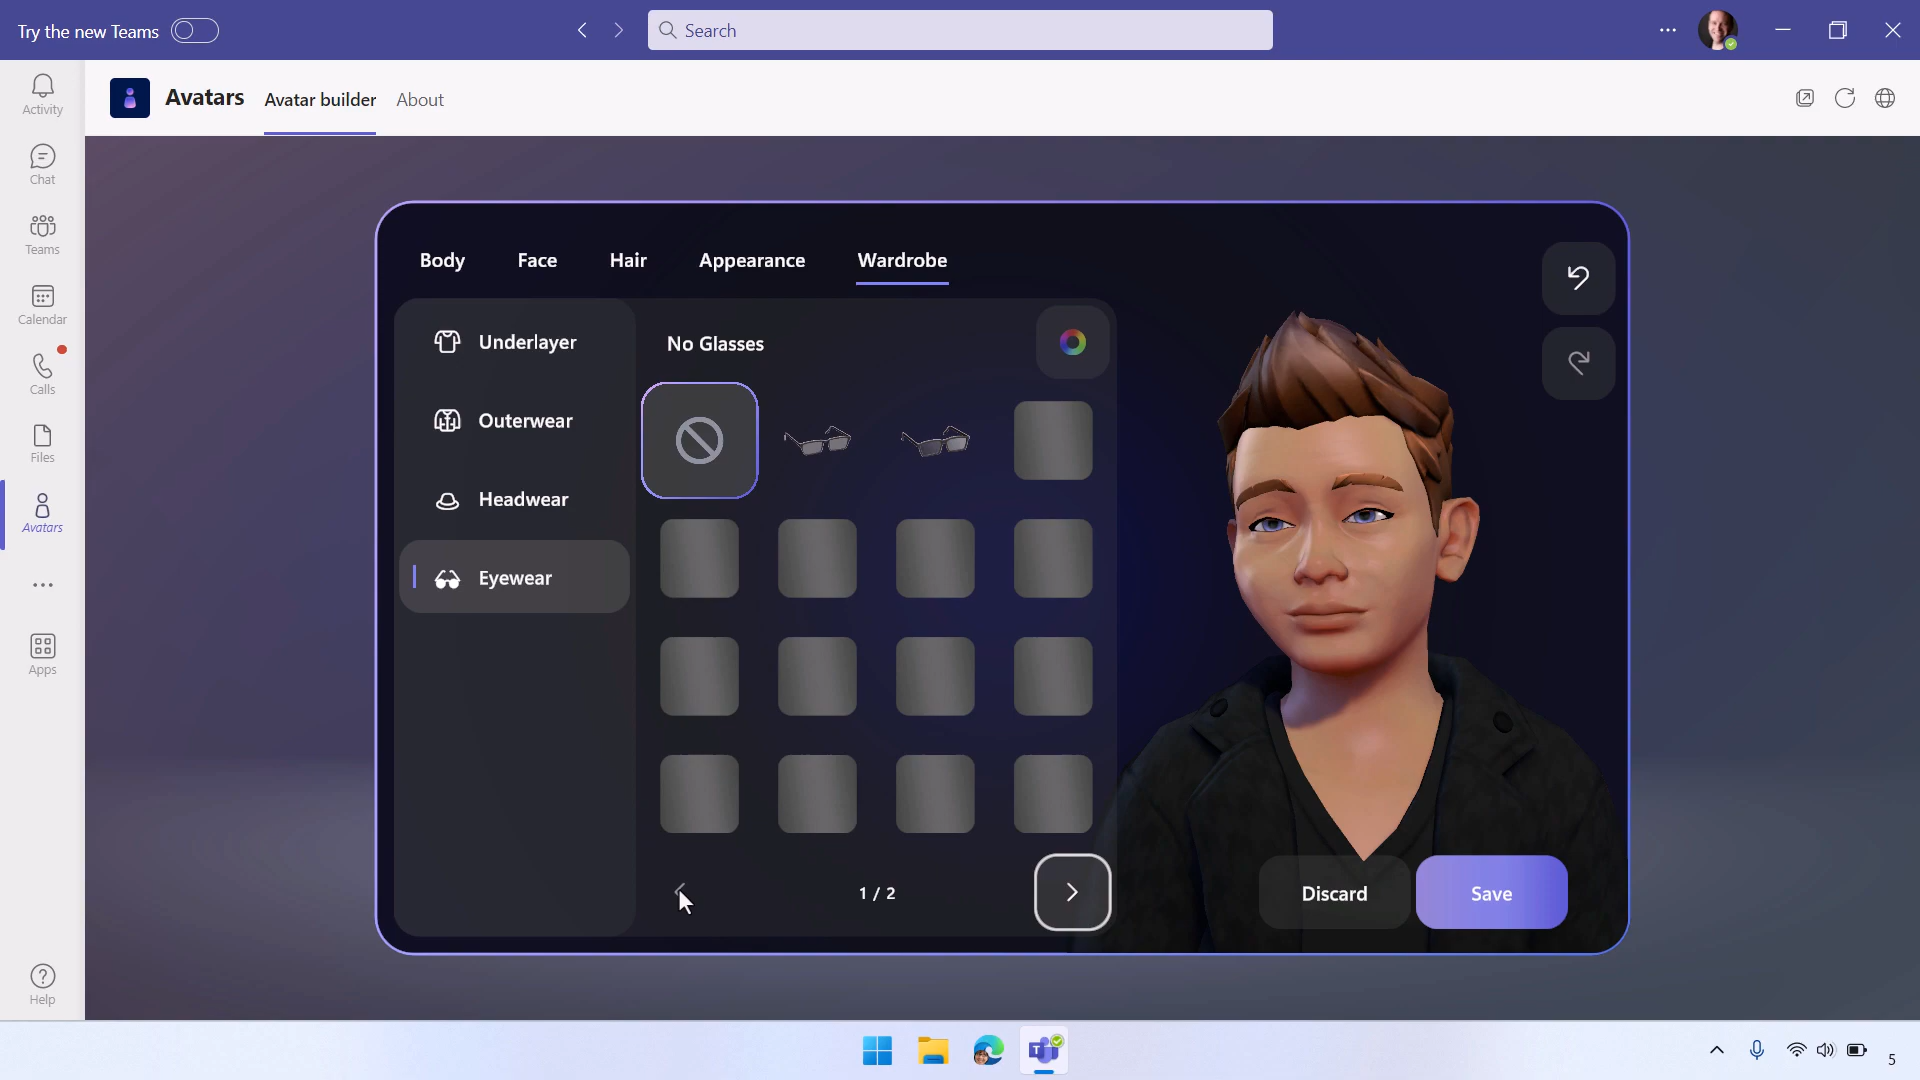 Try the new Teams
Search
Activity
Chat
Teams
Calendar
Calls
Files
Avatars
Apps
Help
Avatars
Avatar builder
About
Body
Face
Hair
Appearance
Wardrobe
Underlayer
Outerwear
Headwear
Eyewear
No Glasses
1 / 2
Discard
Save
T
5